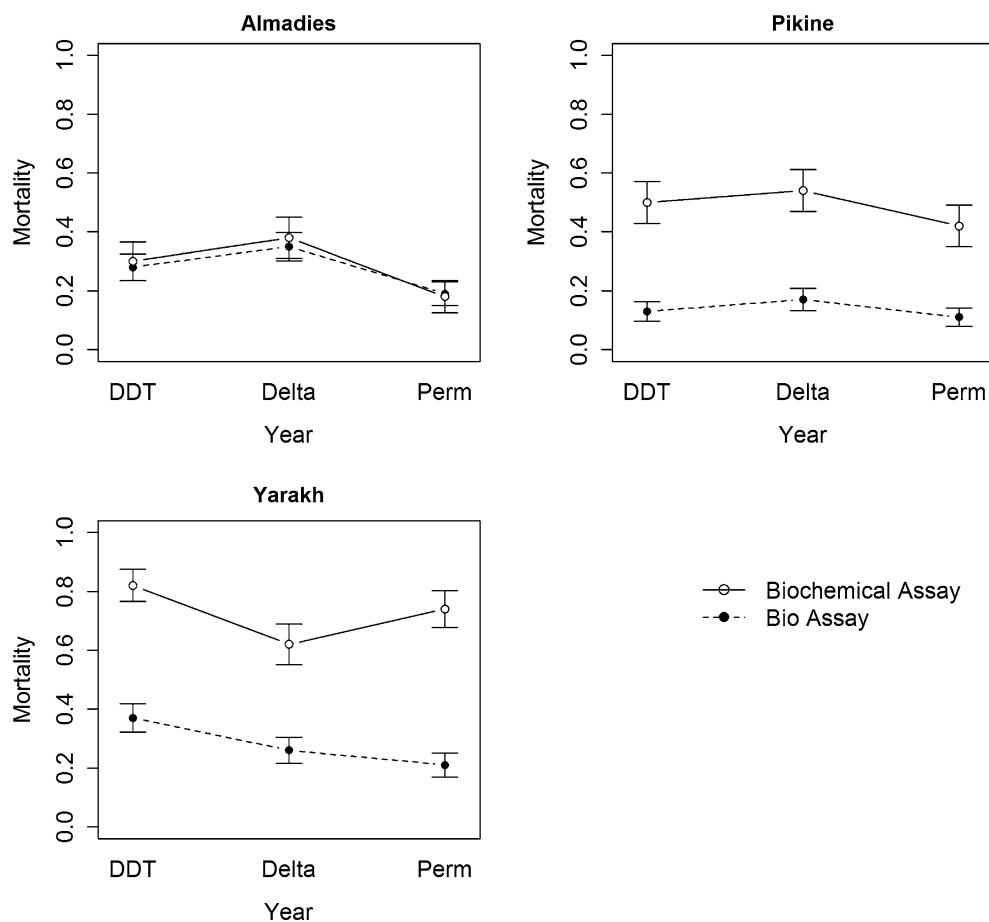 Almadies
Mortality
0.0 0.2 0.4 0.6 0.8 1.0
DDT Delta Perm
Year
Pikine
Mortality
0.0 0.2 0.4 0.6 0.8 1.0
DDT Delta Perm
Year
Yarakh
Mortality
0.0 0.2 0.4 0.6 0.8 1.0
DDT Delta Perm
Year
Biochemical Assay
Bio Assay